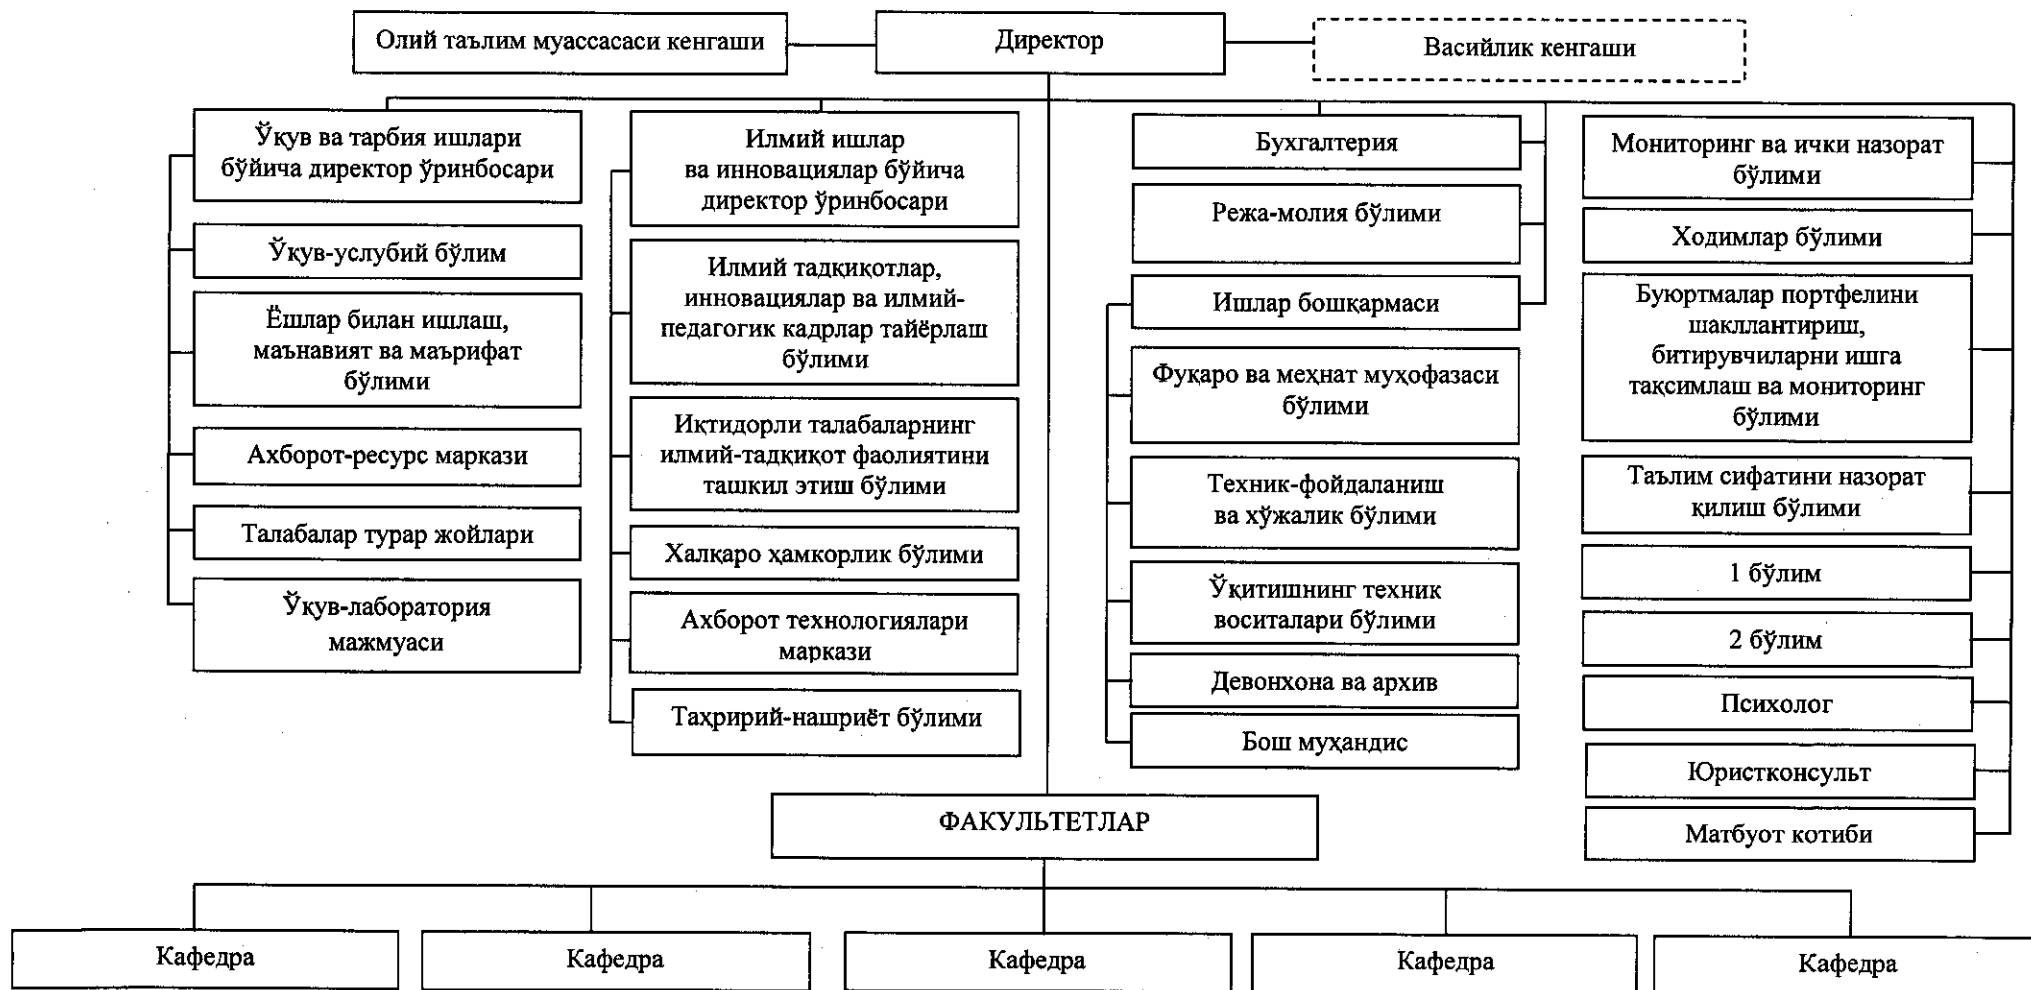 Олий таълим муассасаси кенгаши
Директор
Васийлик кенгаши
Ўқув ва тарбия ишлари
бўйича директор ўринбосари
Ўқув-услубий бўлим
Ёшлар билан ишлаш,
маънавият ва маърифат
бўлими
Ахборот-ресурс маркази
Талабалар турар жойлари
Ўқув-лаборатория
мажмуаси
Илмий ишлар
ва инновациялар бўйича
директор ўринбосари
Илмий тадқиқотлар,
инновациялар ва илмий-
педагогик кадрлар тайёрлаш
бўлими
Иқтидорли талабаларнинг
илмий-тадқиқот фаолиятини
ташкил этиш бўлими
Халқаро ҳамкорлик бўлими
Ахборот технологиялари
маркази
Таҳририй-нашриёт бўлими
Бухгалтерия
Режа-молия бўлими
Ишлар бошқармаси
Фуқаро ва меҳнат муҳофазаси
бўлими
Техник-фойдаланиш
ва хўжалик бўлими
Ўқитишнинг техник
воситалари бўлими
Девонхона ва архив
Бош муҳандис
Мониторинг ва ички назорат
бўлими
Ходимлар бўлими
Буюртмалар портфелини
шакллантириш,
битирувчиларни ишга
тақсимлаш ва мониторинг
бўлими
Таълим сифатини назорат
қилиш бўлими
1 бўлим
2 бўлим
Психолог
Юристконсульт
Матбуот котиби
ФАКУЛЬТЕТЛАР
Кафедра
Кафедра
Кафедра
Кафедра
Кафедра